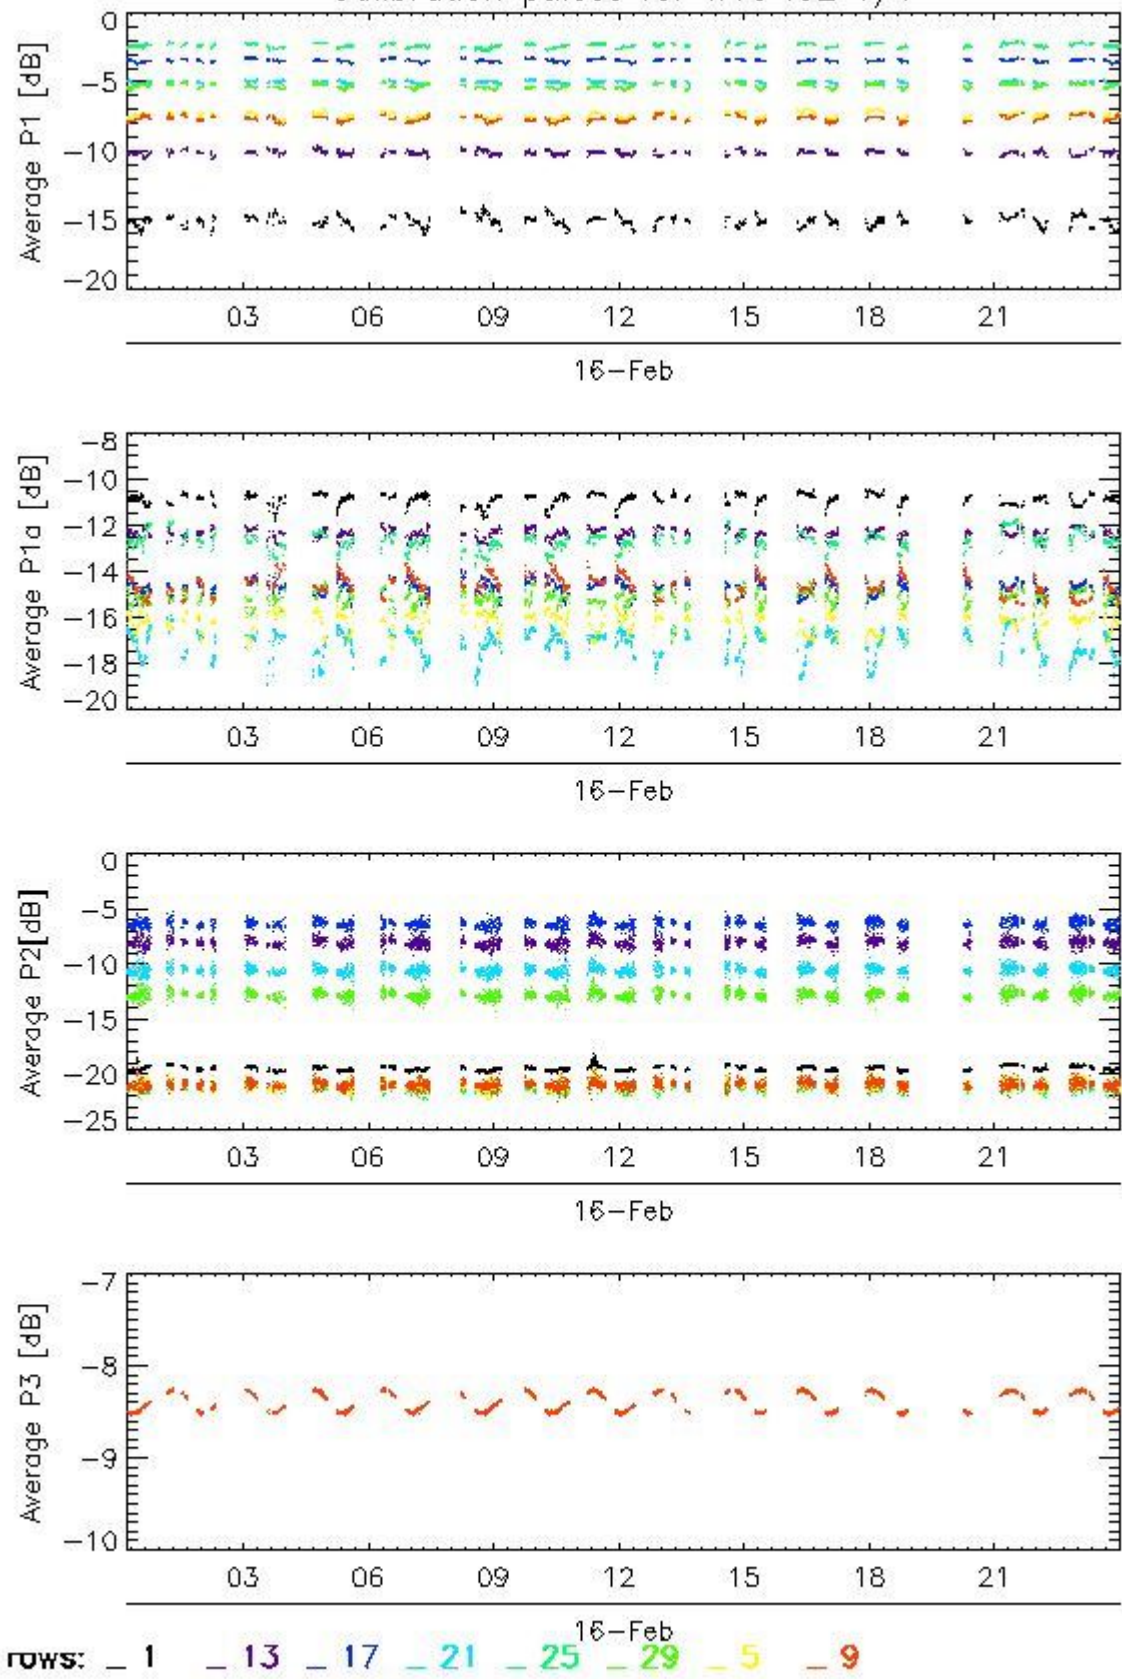 0
−5
−10
−15
−20
Average P1 [dB]
03 06 09 12 15 18 21
16−Feb
−8
−10
−12
−14
−16
−18
−20
Average P1a [dB]
03 06 09 12 15 18 21
16−Feb
0
−5
−10
−15
−20
−25
Average P2[dB]
03 06 09 12 15 18 21
16−Feb
−7
−8
−9
−10
Average P3 [dB]
03 06 09 12 15 18 21
16−Feb
rows: _ 1 _ 13 _ 17 _ 21 _ 25 _ 29 _ 5 _ 9